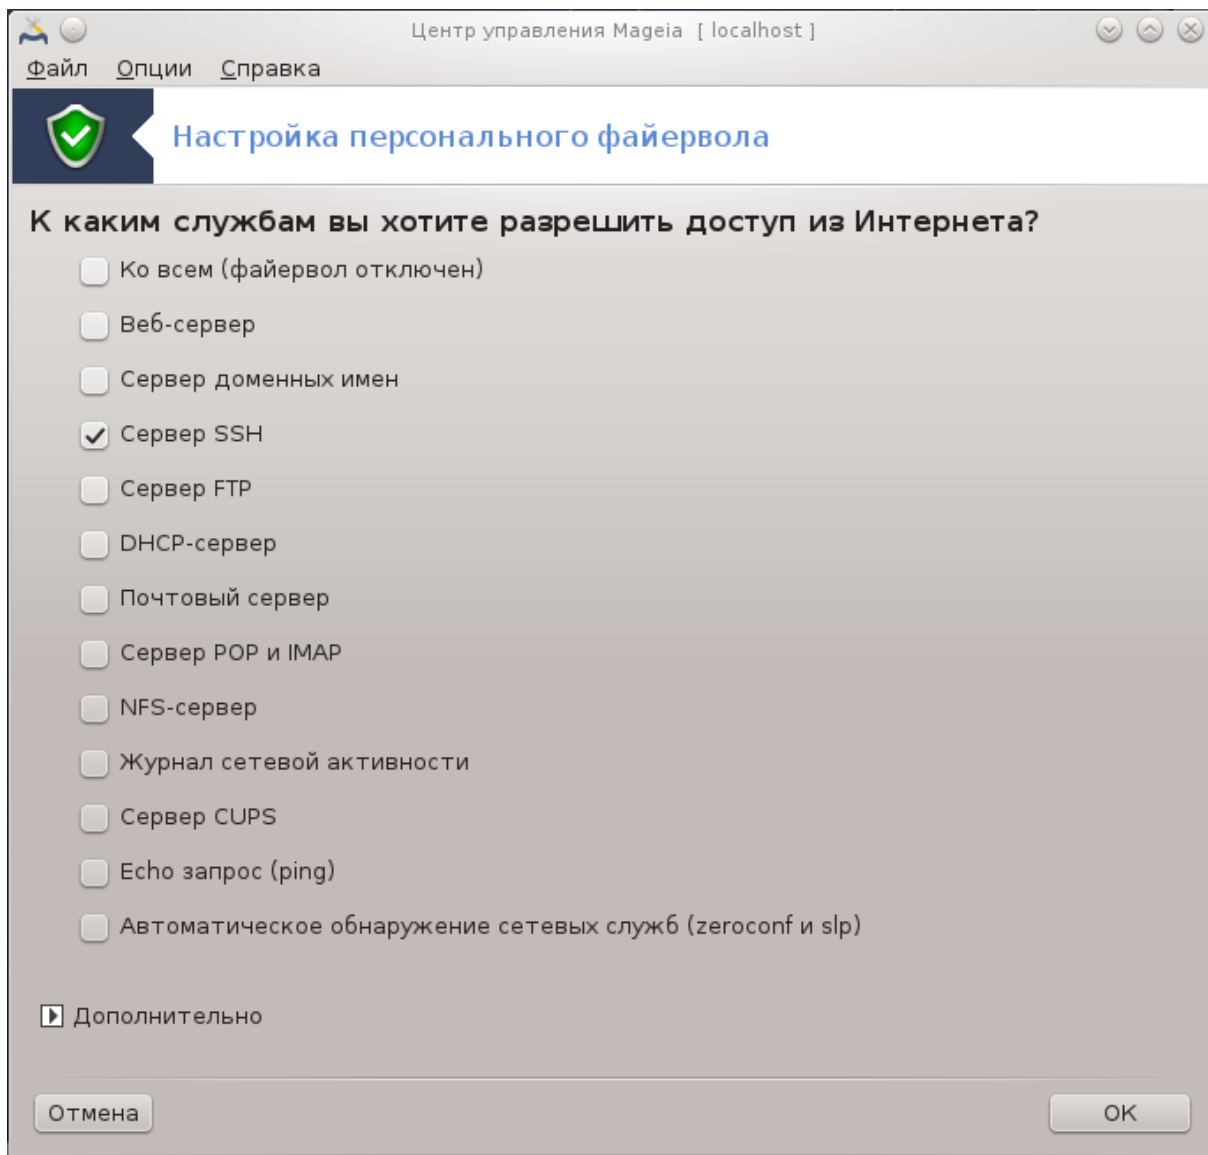 Центр управления Mageia [ localhost ]
Файл Опции Справка
Настройка персонального файервола
К каким службам вы хотите разрешить доступ из Интернета?
Ко всем (файервол отключен)
Веб-сервер
Сервер доменных имен
Сервер SSH
Сервер FTP
DHCP-сервер
Почтовый сервер
Сервер POP и IMAP
NFS-сервер
Журнал сетевой активности
Сервер CUPS
Echo запрос (ping)
Автоматическое обнаружение сетевых служб (zeroconf и slp)
Дополнительно
Отмена OK